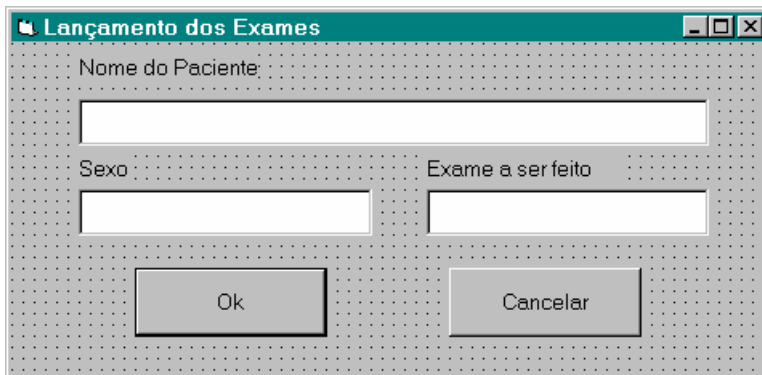 Lançamento dos Exames
Nome do Paciente
Sexo Exame a ser feito
Ok Cancelar